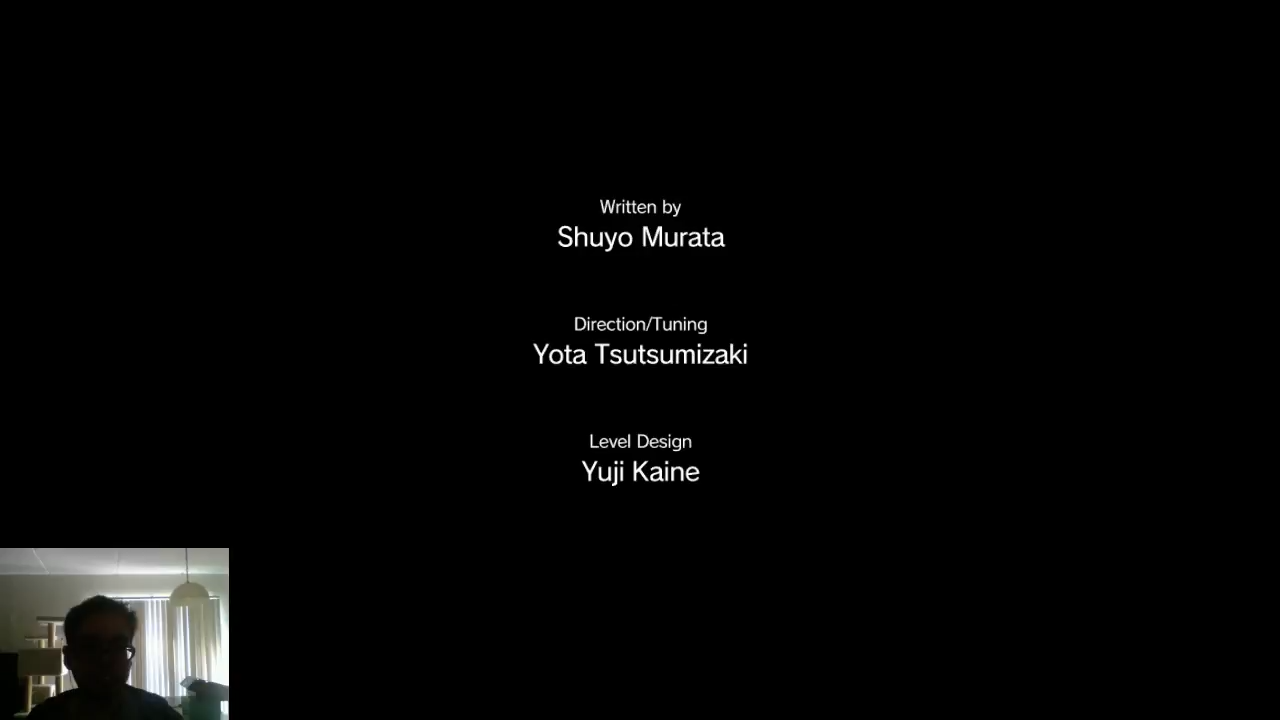 Written by
Shuyo Murata
Direction/Tuning
Yota Tsutsumizaki
Level Design
Yuji Kaine